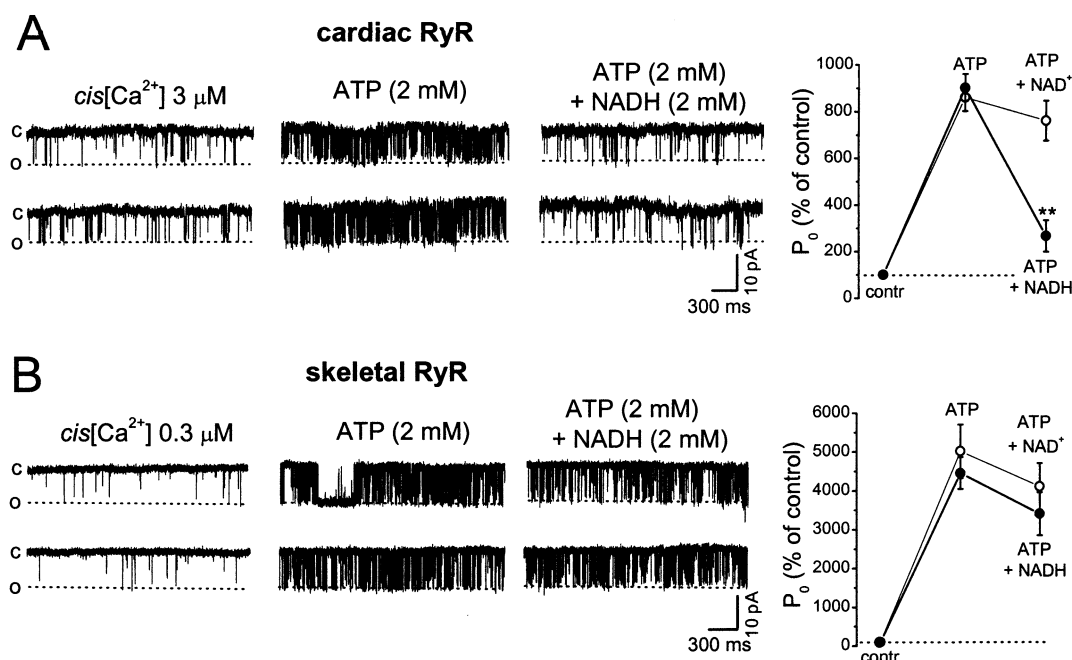 A
cardiac RyR
cis[Ca²⁺] 3 μM
ATP (2 mM)
ATP (2 mM)
+ NADH (2 mM)
c
o
c
o
10 pA
300 ms
P₀ (% of control)
1000
800
600
400
200
0
ATP
ATP
+ NAD⁺
**
ATP
+ NADH
contr
B
skeletal RyR
cis[Ca²⁺] 0.3 μM
ATP (2 mM)
ATP (2 mM)
+ NADH (2 mM)
c
o
c
o
10 pA
300 ms
P₀ (% of control)
6000
5000
4000
3000
2000
1000
0
ATP
ATP
+ NAD⁺
ATP
+ NADH
contr